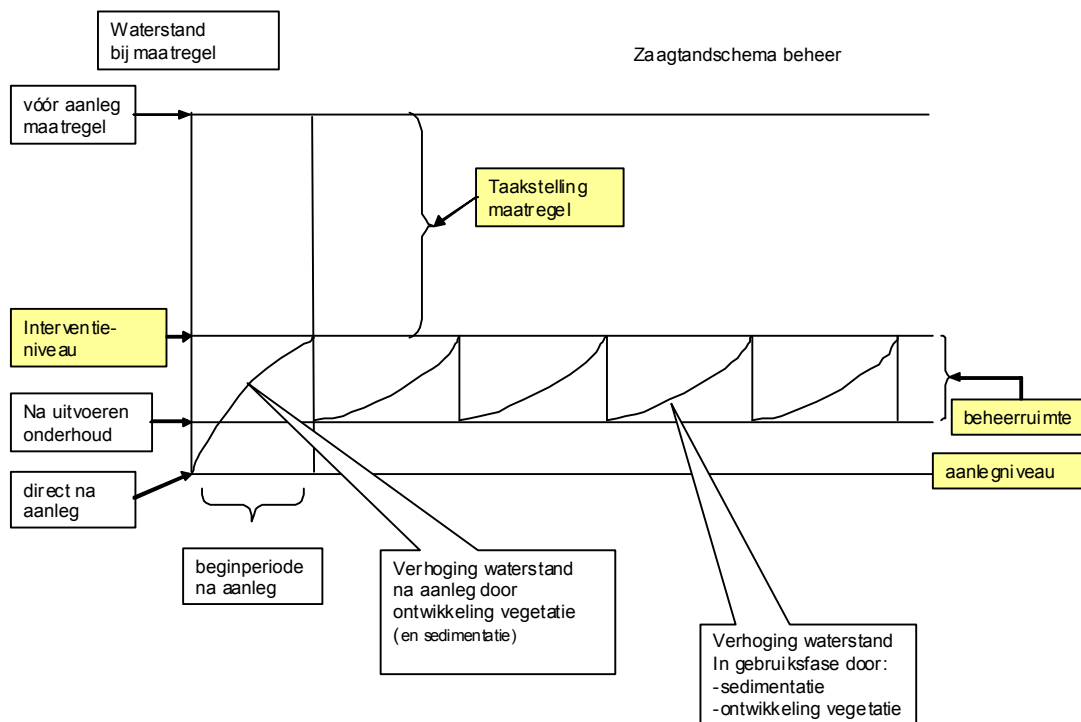 Waterstand
bij maatregel
Zaagtandschema beheer
vóór aanleg
maatregel
Taakstelling
maatregel
Interventie-
niveau
Na uitvoeren
onderhoud
beheerruimte
aanlegniveau
direct na
aanleg
beginperiode
na aanleg
Verhoging waterstand
na aanleg door
ontwikkeling vegetatie
(en sedimentatie)
Verhoging waterstand
In gebruiksfase door:
-sedimentatie
-ontwikkeling vegetatie